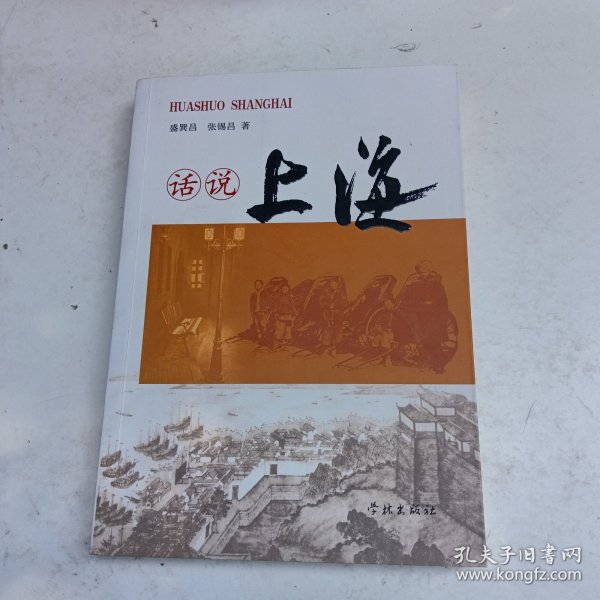 HUASHUO SHANGHAI
盛巽昌 张锡昌 著
话说上海
学林出版社
孔夫子旧书网
www.kongfz.com